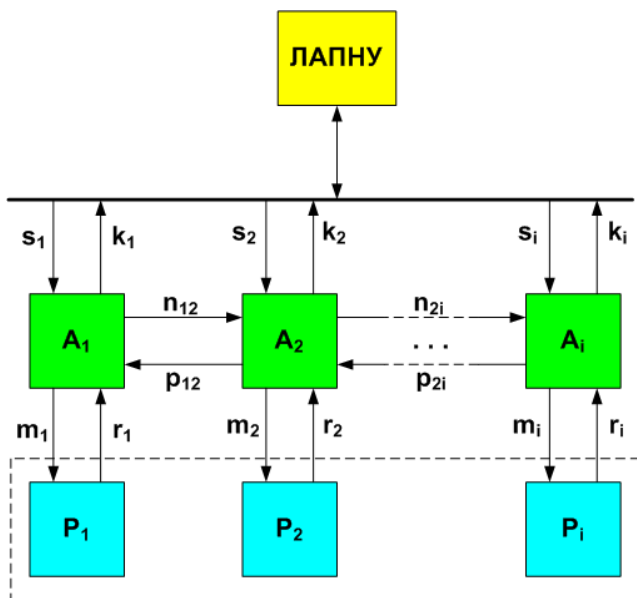 ЛАПНУ
s₁ k₁ s₂ k₂ sᵢ kᵢ
n₁₂ n₂ᵢ
A₁ A₂ ... Aᵢ
p₁₂ p₂ᵢ
m₁ r₁ m₂ r₂ mᵢ rᵢ
P₁ P₂ Pᵢ